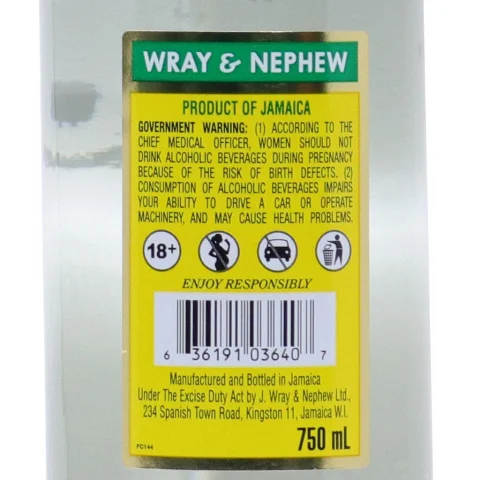 WRAY & NEPHEW
PRODUCT OF JAMAICA
GOVERNMENT WARNING: (1) ACCORDING TO THE
CHIEF MEDICAL OFFICER, WOMEN SHOULD NOT
DRINK ALCOHOLIC BEVERAGES DURING PREGNANCY
BECAUSE OF THE RISK OF BIRTH DEFECTS. (2)
CONSUMPTION OF ALCOHOLIC BEVERAGES IMPAIRS
YOUR ABILITY TO DRIVE A CAR OR OPERATE
MACHINERY, AND MAY CAUSE HEALTH PROBLEMS.
18+
ENJOY RESPONSIBLY
6 36191 03640 7
Manufactured and Bottled in Jamaica
Under The Excise Duty Act by J. Wray & Nephew Ltd.,
234 Spanish Town Road, Kingston 11, Jamaica W.I.
PC144
750 mL